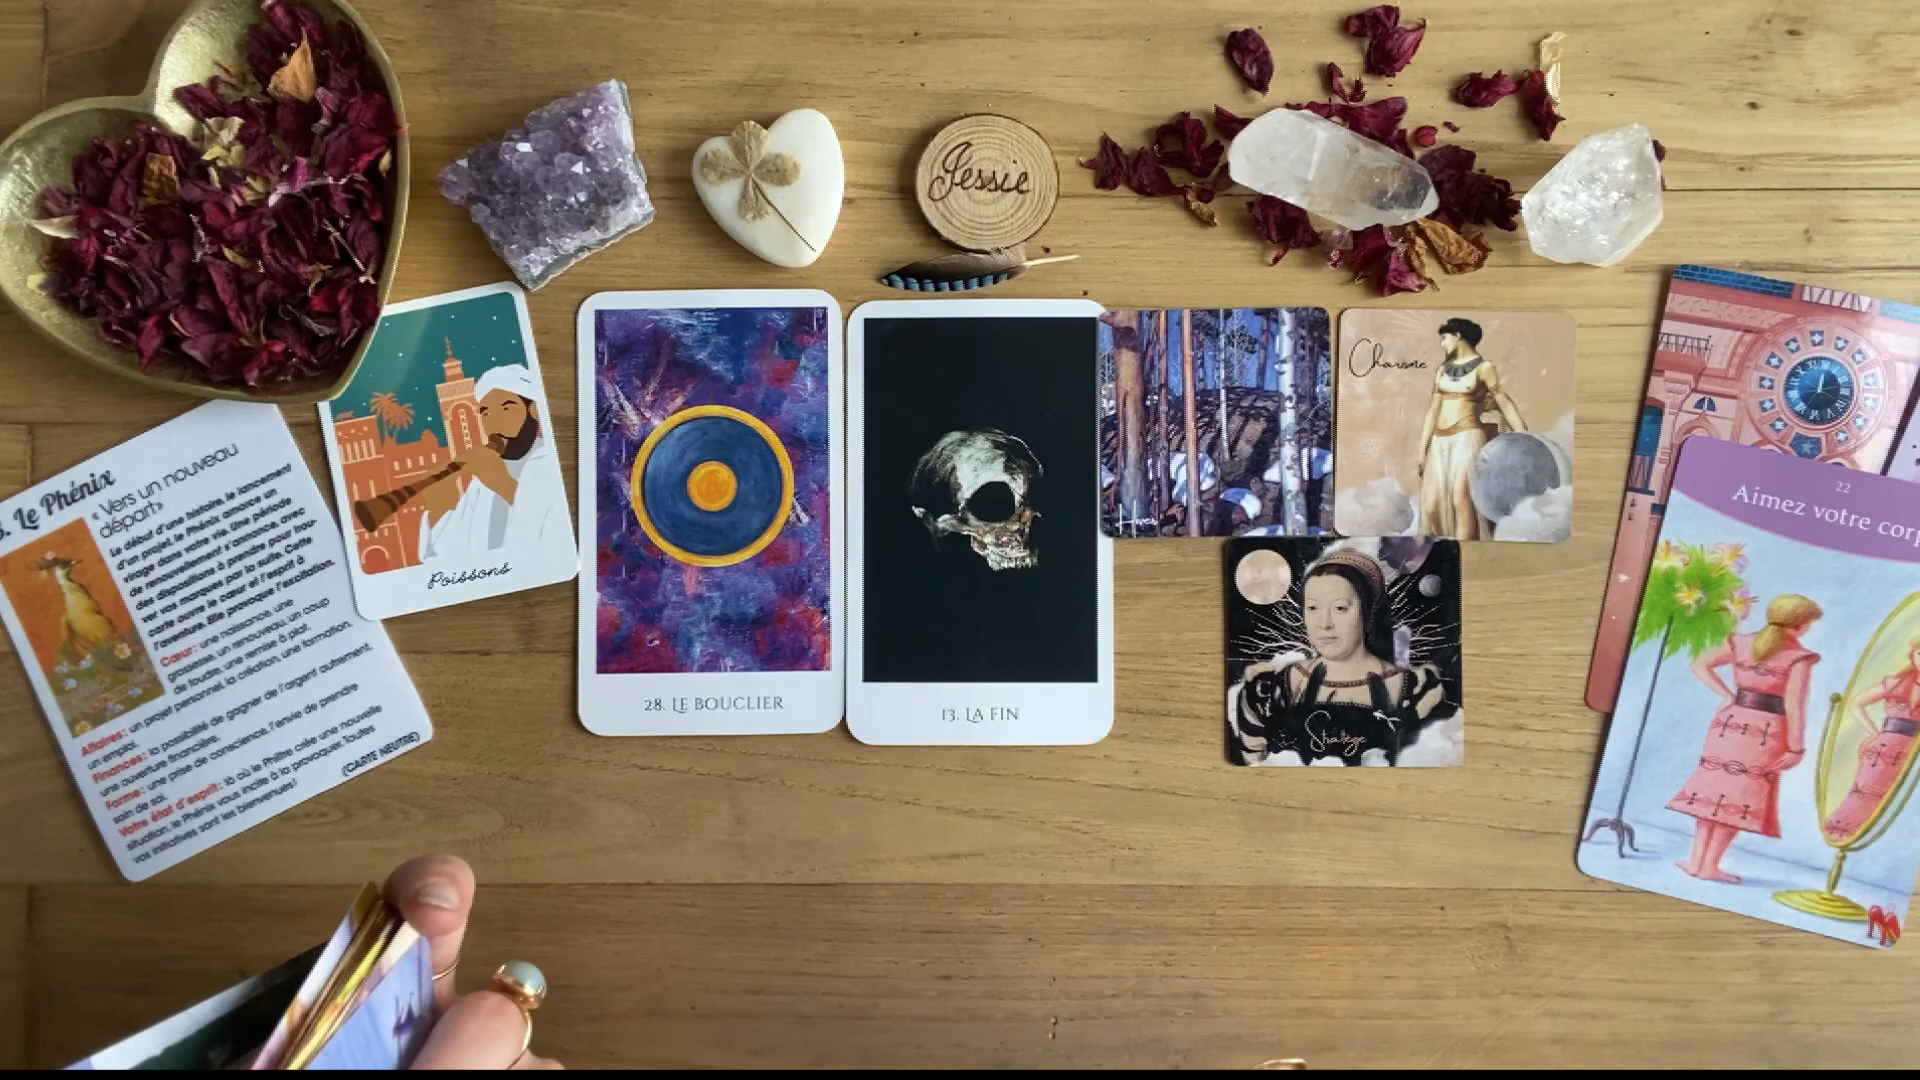 Jessie
Le Phénix
« Vers un nouveau
départ»
Le début d'une histoire, le lancement
d'un projet, le Phénix amorce un
virage dans votre vie. Une période
de renouvellement s'annonce, avec
des dispositions à prendre pour trou-
ver vos marques par la suite. Cette
carte ouvre le cœur et l'esprit à
l'aventure. Elle provoque l'excitation.
Cœur : une naissance, une
grossesse, un renouveau, un coup
de foudre, une remise à plat.
Affaires : un projet personnel, la création, une formation,
un emploi.
Finances : la possibilité de gagner de l'argent autrement,
une ouverture financière.
Forme : une prise de conscience, l'envie de prendre
soin de soi.
Votre état d'esprit : là où le Philtre crée une nouvelle
situation, le Phénix vous incite à la provoquer. Toutes
vos initiatives sont les bienvenues!
(CARTE NEUTRE)
Poissons
28. LE BOUCLIER
13. LA FIN
Hiver
Charisme
Stratège
22
Aimez votre corp